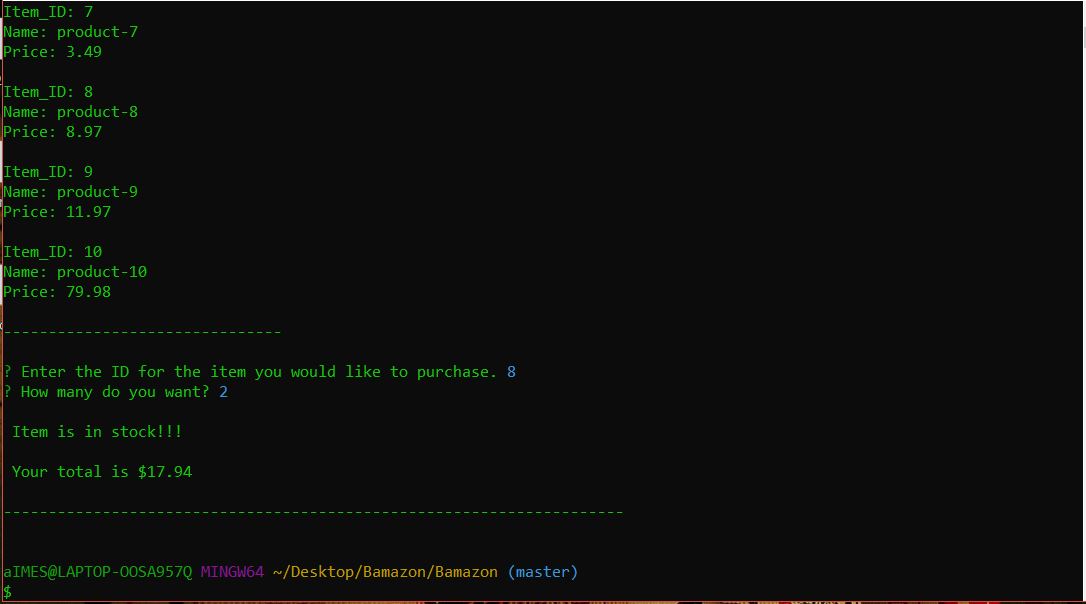 Item_ID: 7
Name: product-7
Price: 3.49
Item_ID: 8
Name: product-8
Price: 8.97
Item_ID: 9
Name: product-9
Price: 11.97
Item_ID: 10
Name: product-10
Price: 79.98
-------------------------------
? Enter the ID for the item you would like to purchase. 8
? How many do you want? 2
Item is in stock!!!
Your total is $17.94
---------------------------------------------------------------------
aIMES@LAPTOP-OOSA957Q MINGW64 ~/Desktop/Bamazon/Bamazon (master)
$